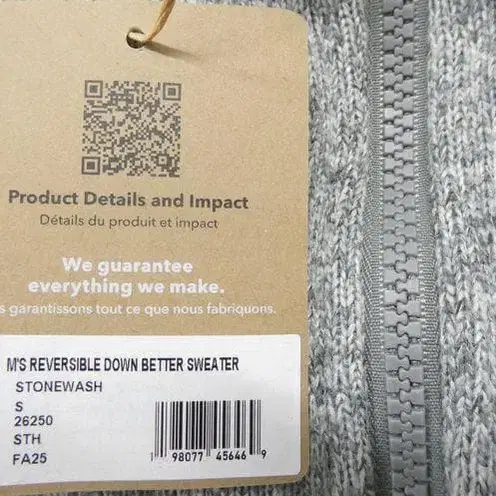 Product Details and Impact
Détails du produit et impact
We guarantee
everything we make.
s garantissons tout ce que nous fabriquons.
M'S REVERSIBLE DOWN BETTER SWEATER
STONEWASH
S
26250
STH
FA25
1 98077 45646 9